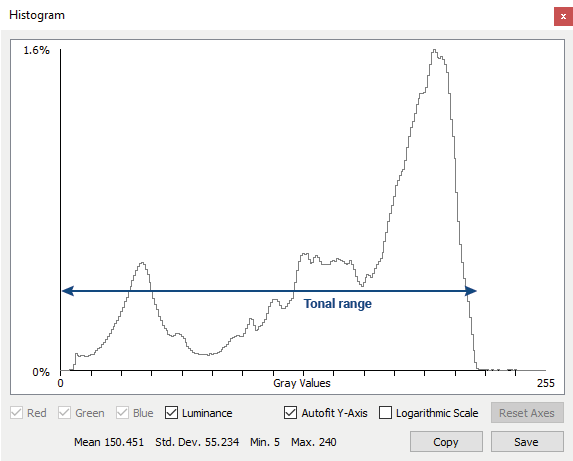 Histogram
x
1.6%
Tonal range
0%
0 Gray Values 255
Red Green Blue Luminance Autofit Y-Axis Logarithmic Scale Reset Axes
Mean 150.451 Std. Dev. 55.234 Min. 5 Max. 240 Copy Save